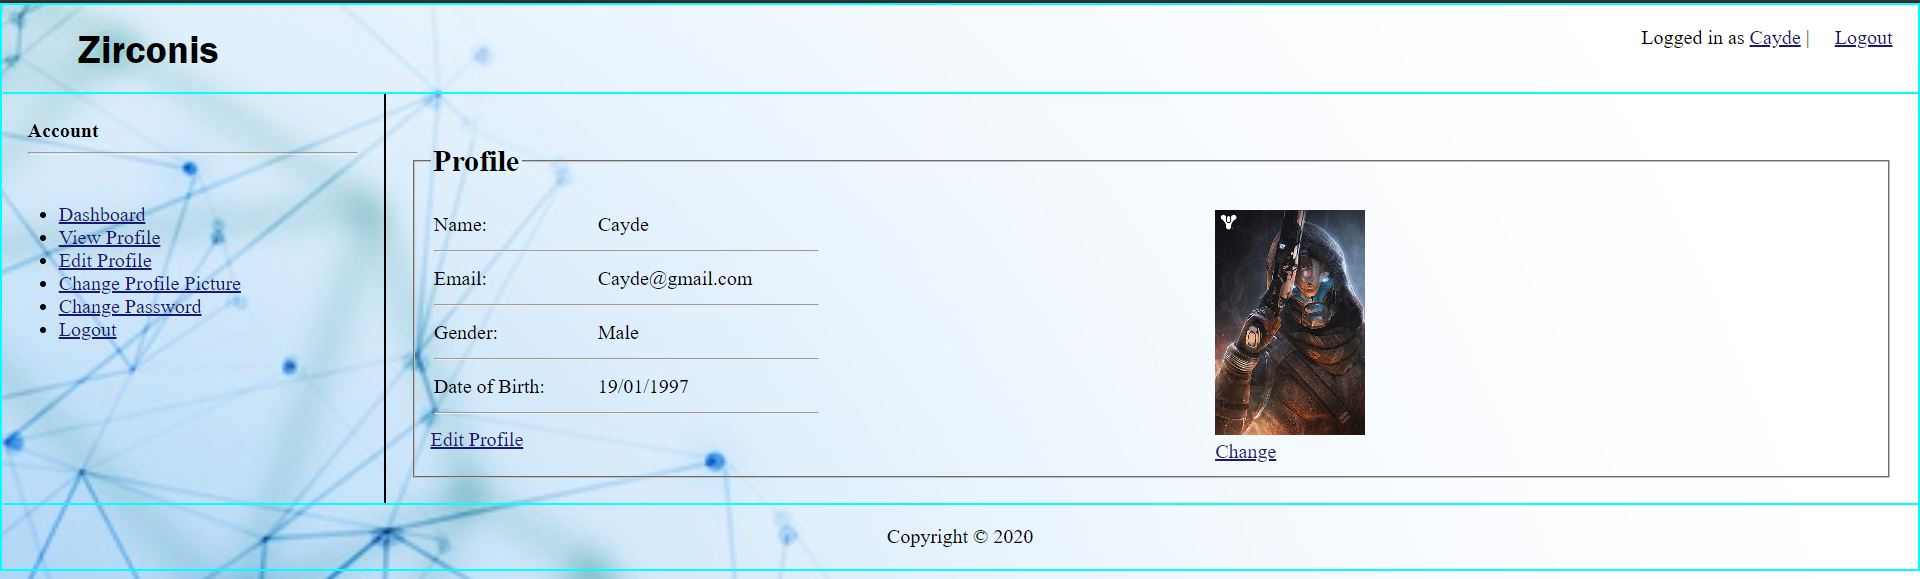 Zirconis
Logged in as Cayde | Logout
Account
Dashboard
View Profile
Edit Profile
Change Profile Picture
Change Password
Logout
Profile
Name: Cayde
Email: Cayde@gmail.com
Gender: Male
Date of Birth: 19/01/1997
Edit Profile
Change
Copyright © 2020